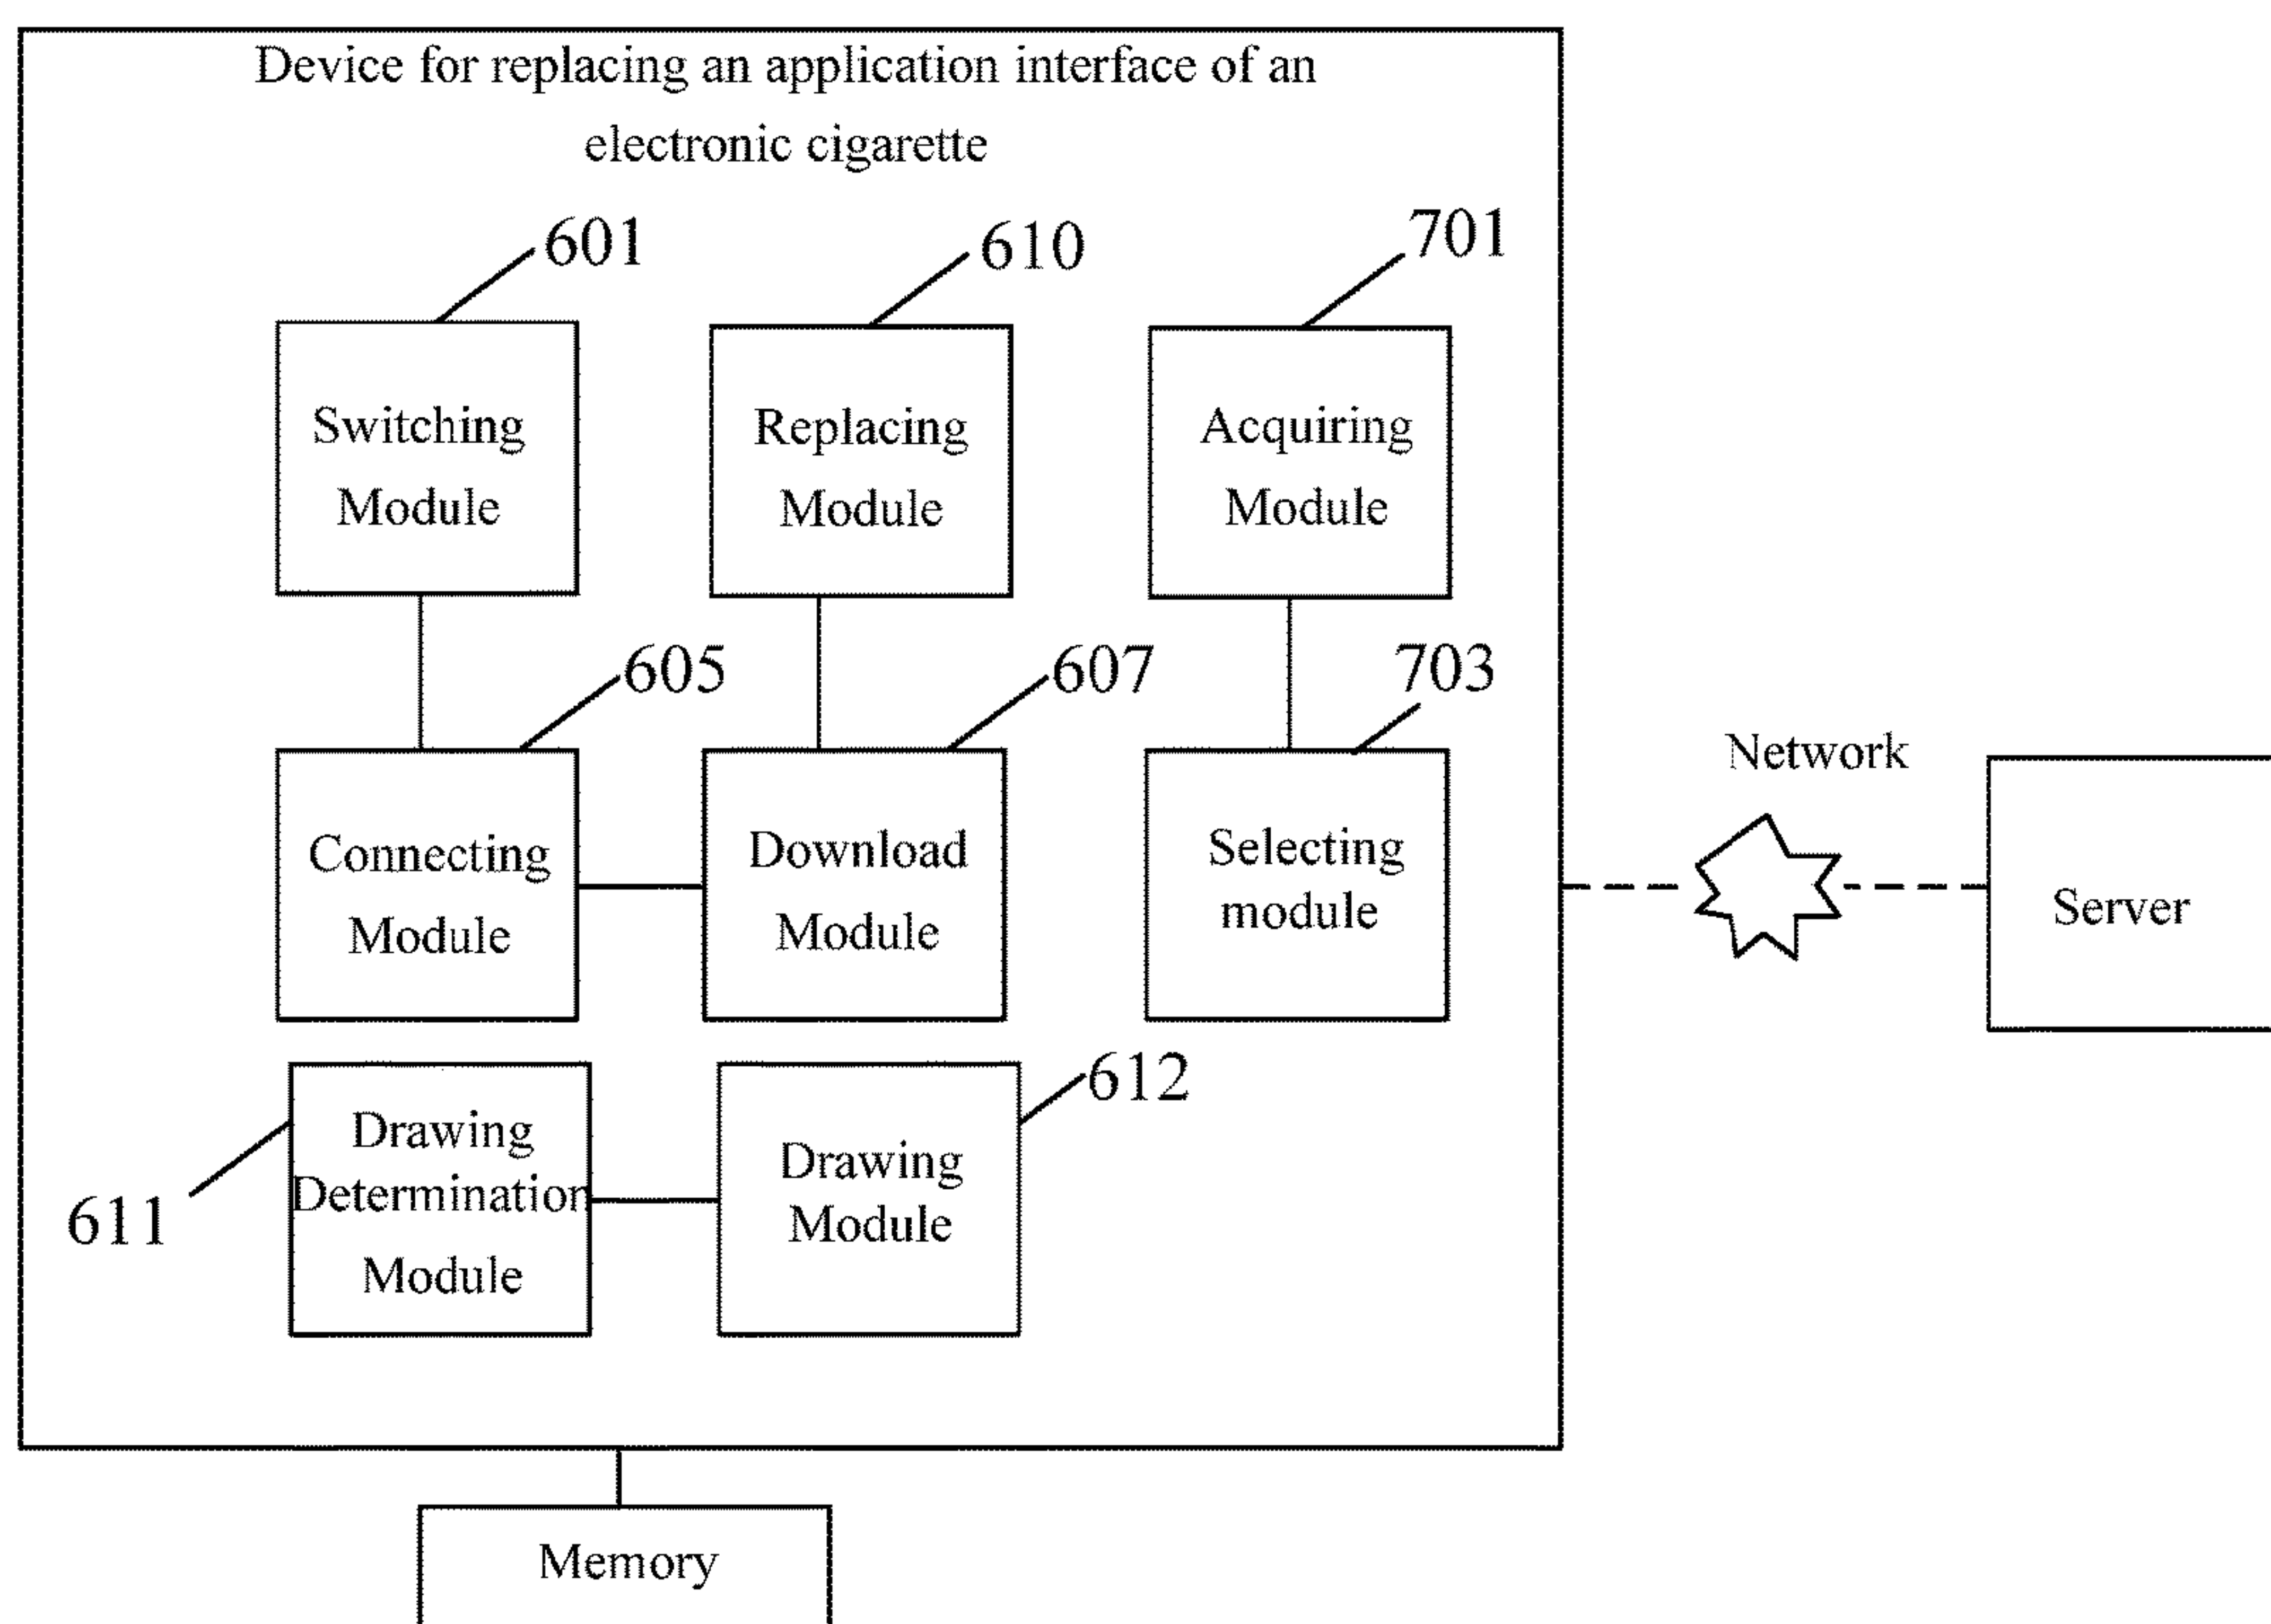 Device for replacing an application interface of an
electronic cigarette
601
610
701
Switching
Module
Replacing
Module
Acquiring
Module
605
607
703
Connecting
Module
Download
Module
Selecting
module
Network
Server
611
Drawing
Determination
Module
612
Drawing
Module
Memory